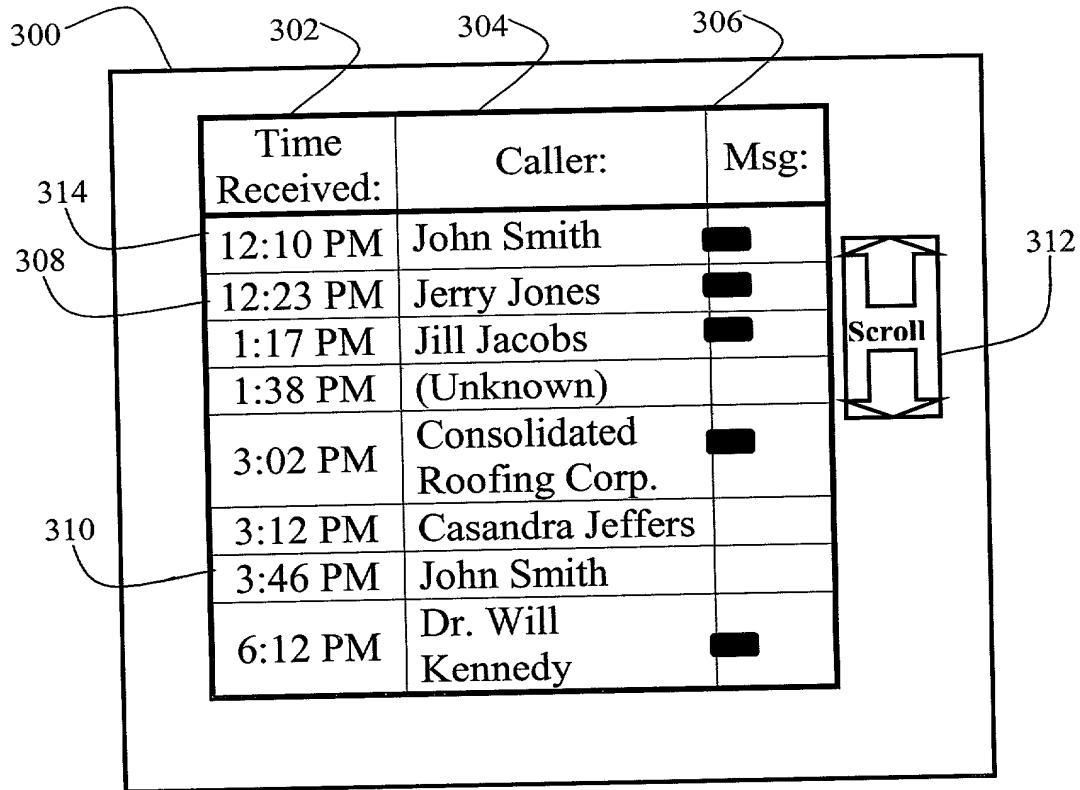 300
302
304
306
Time
Received:
Caller:
Msg:
314
12:10 PM John Smith
308
12:23 PM Jerry Jones
312
1:17 PM Jill Jacobs
Scroll
1:38 PM (Unknown)
3:02 PM Consolidated
Roofing Corp.
310
3:12 PM Casandra Jeffers
3:46 PM John Smith
6:12 PM Dr. Will
Kennedy